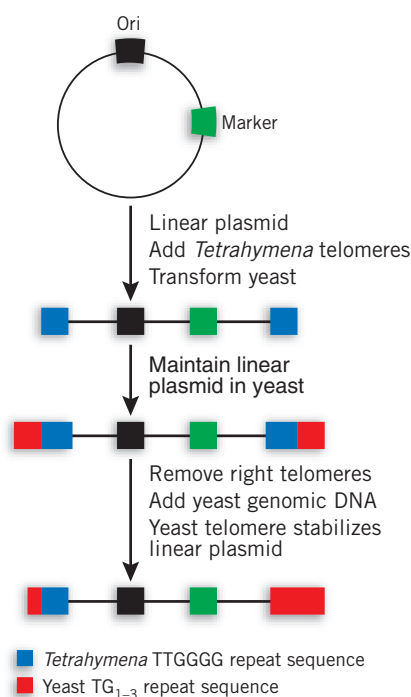 Ori
Marker
Linear plasmid
Add Tetrahymena telomeres
Transform yeast
Maintain linear
plasmid in yeast
Remove right telomeres
Add yeast genomic DNA
Yeast telomere stabilizes
linear plasmid
Tetrahymena TTGGGG repeat sequence
Yeast TG1–3 repeat sequence